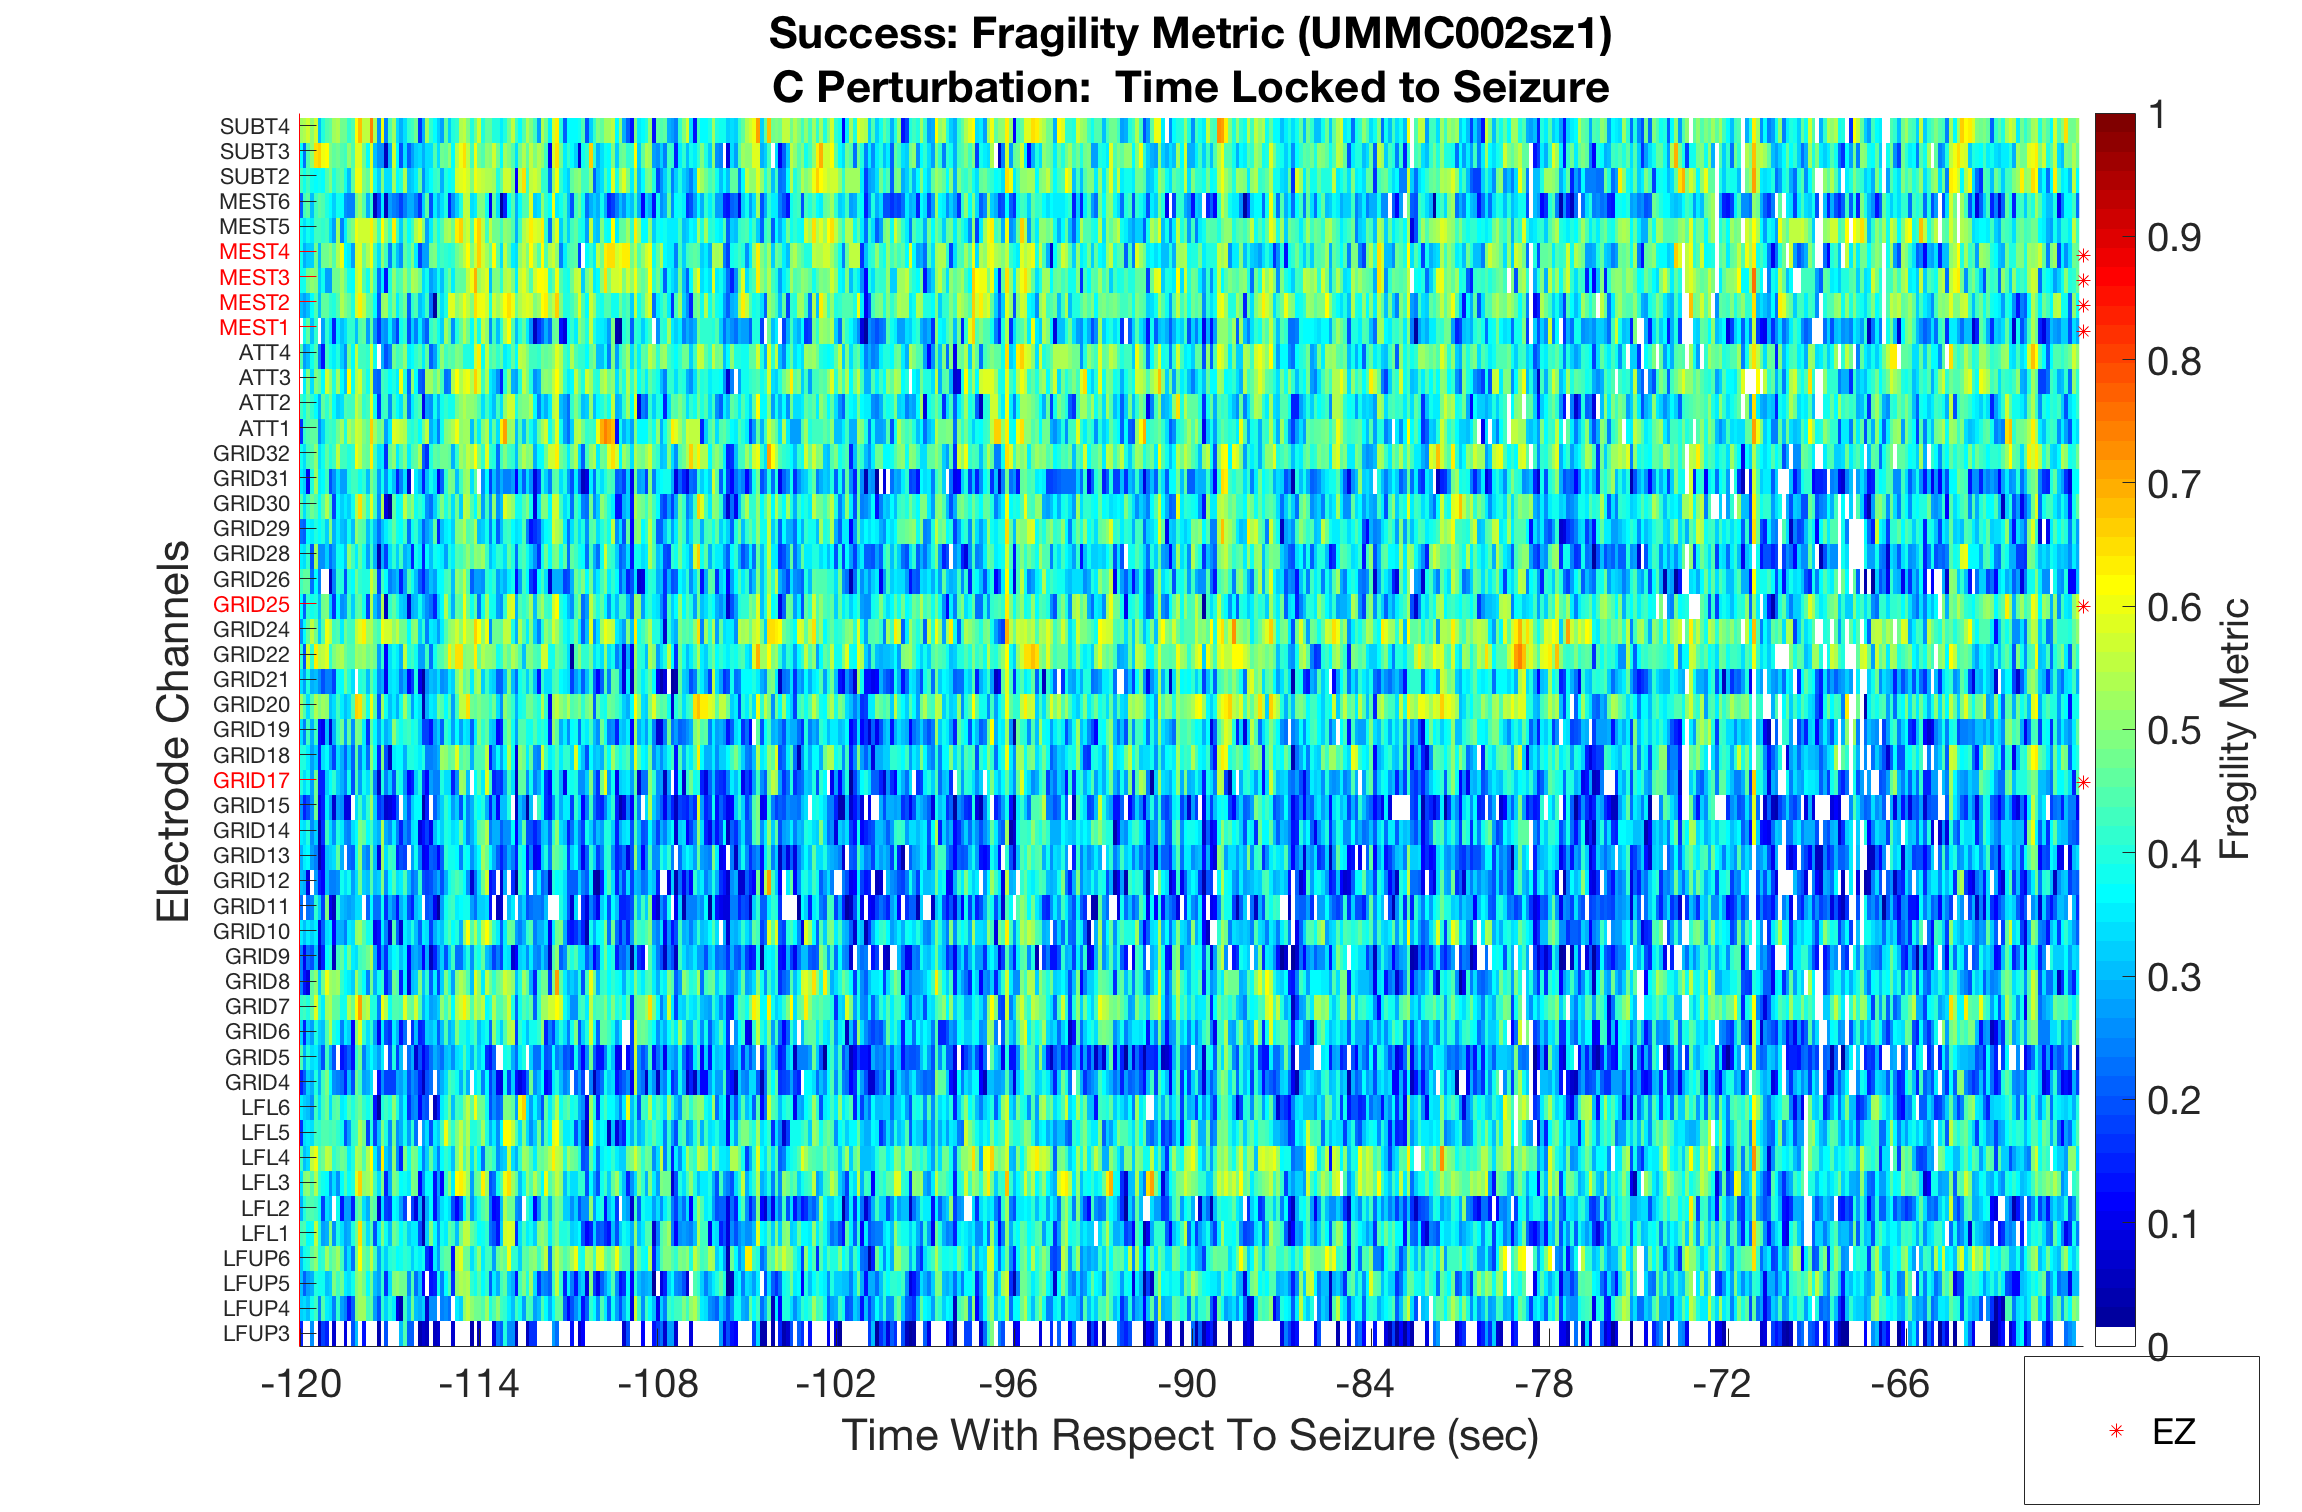 Success: Fragility Metric (UMMC002sz1)
C Perturbation:  Time Locked to Seizure
SUBT4
SUBT3
SUBT2
MEST6
MEST5
MEST4
MEST3
MEST2
MEST1
ATT4
ATT3
ATT2
ATT1
GRID32
GRID31
GRID30
GRID29
GRID28
GRID26
GRID25
GRID24
GRID22
GRID21
GRID20
GRID19
GRID18
GRID17
GRID15
GRID14
GRID13
GRID12
GRID11
GRID10
GRID9
GRID8
GRID7
GRID6
GRID5
GRID4
LFL6
LFL5
LFL4
LFL3
LFL2
LFL1
LFUP6
LFUP5
LFUP4
LFUP3
Electrode Channels
-120 -114 -108 -102 -96 -90 -84 -78 -72 -66
Time With Respect To Seizure (sec)
1
0.9
0.8
0.7
0.6
0.5
0.4
0.3
0.2
0.1
0
Fragility Metric
EZ